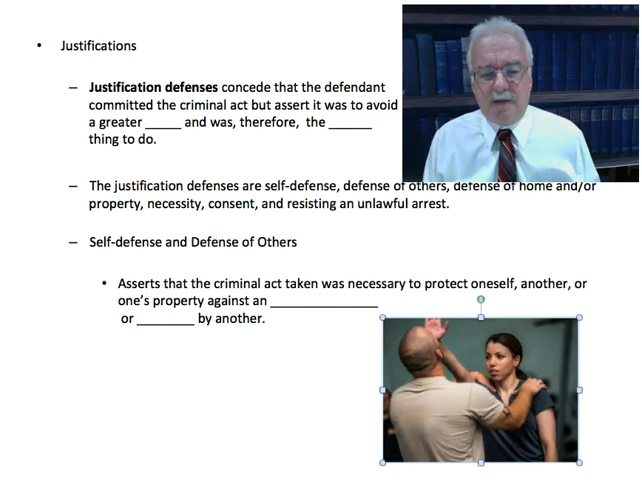 • Justifications
– Justification defenses concede that the defendant
committed the criminal act but assert it was to avoid
a greater _____ and was, therefore, the ______
thing to do.
– The justification defenses are self-defense, defense of others, defense of home and/or
property, necessity, consent, and resisting an unlawful arrest.
– Self-defense and Defense of Others
• Asserts that the criminal act taken was necessary to protect oneself, another, or
one's property against an _______________
or ________ by another.